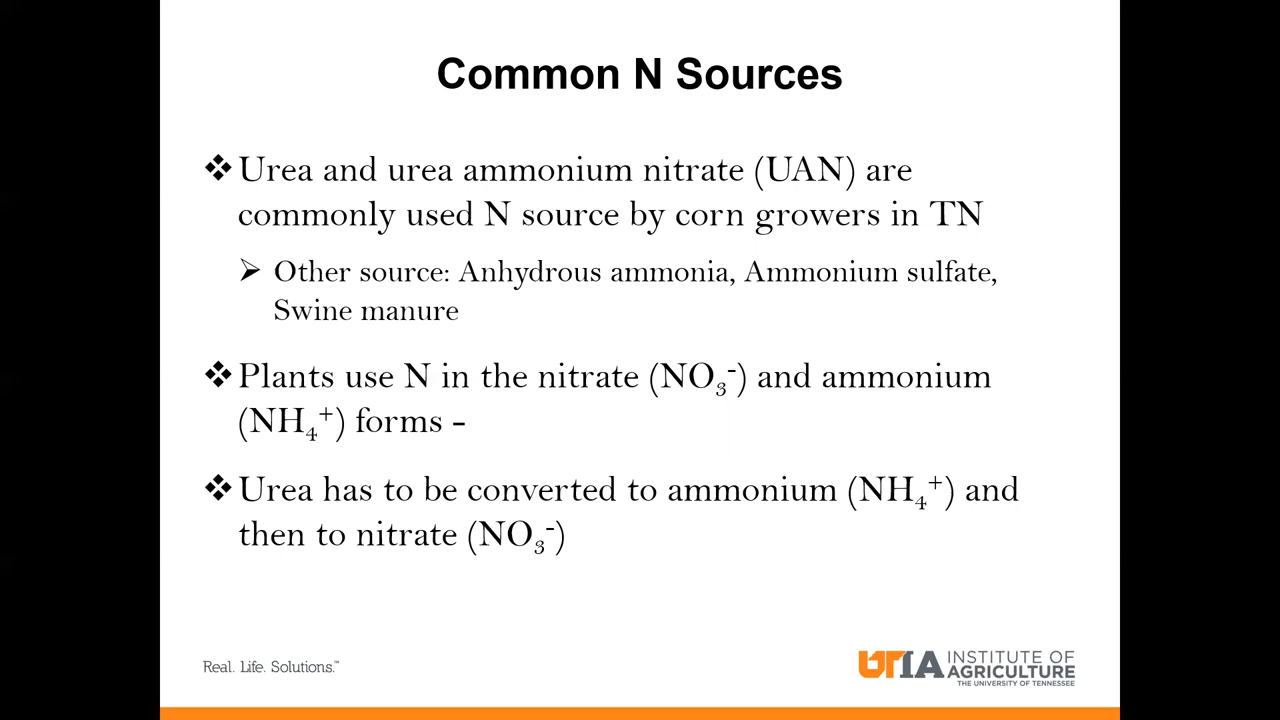 Common N Sources
❖ Urea and urea ammonium nitrate (UAN) are
commonly used N source by corn growers in TN
➢ Other source: Anhydrous ammonia, Ammonium sulfate,
Swine manure
❖ Plants use N in the nitrate (NO₃⁻) and ammonium
(NH₄⁺) forms -
❖ Urea has to be converted to ammonium (NH₄⁺) and
then to nitrate (NO₃⁻)
Real. Life. Solutions.™
UTIA INSTITUTE OF
AGRICULTURE
THE UNIVERSITY OF TENNESSEE